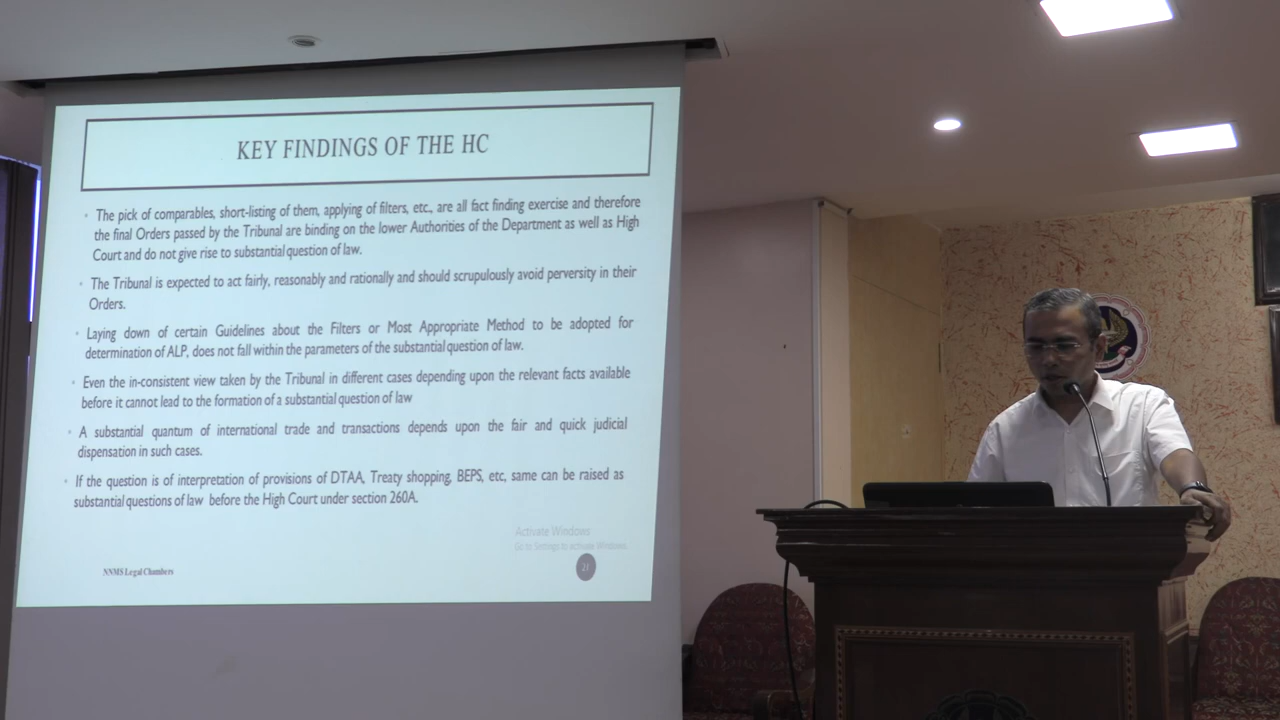 KEY FINDINGS OF THE HC
• The pick of comparables, short-listing of them, applying of filters, etc., are all fact finding exercise and therefore
the final Orders passed by the Tribunal are binding on the lower Authorities of the Department as well as High
Court and do not give rise to substantial question of law.
• The Tribunal is expected to act fairly, reasonably and rationally and should scrupulously avoid perversity in their
Orders.
• Laying down of certain Guidelines about the Filters or Most Appropriate Method to be adopted for
determination of ALP, does not fall within the parameters of the substantial question of law.
• Even the in-consistent view taken by the Tribunal in different cases depending upon the relevant facts available
before it cannot lead to the formation of a substantial question of law
• A substantial quantum of international trade and transactions depends upon the fair and quick judicial
dispensation in such cases.
• If the question is of interpretation of provisions of DTAA, Treaty shopping, BEPS, etc, same can be raised as
substantial questions of law before the High Court under section 260A.
Activate Windows
Go to Settings to activate Windows.
NNMS Legal Chambers
21